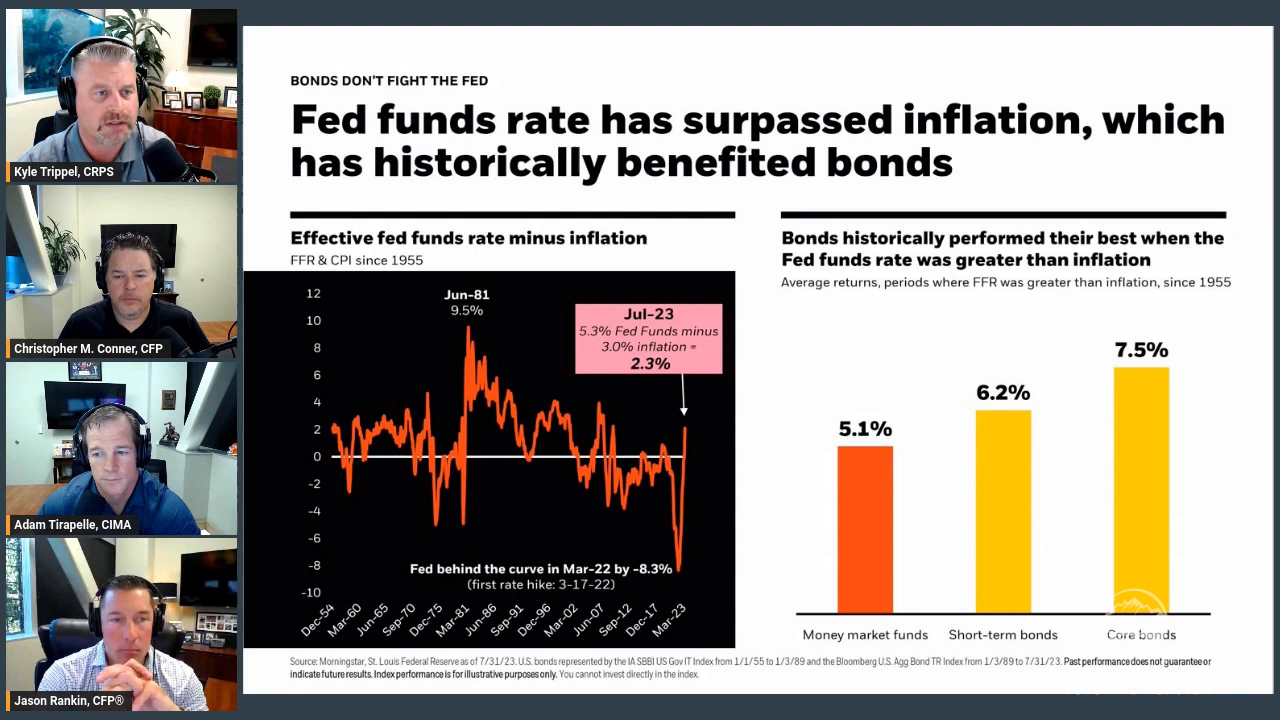 Kyle Trippel, CRPS
Christopher M. Conner, CFP
Adam Tirapelle, CIMA
Jason Rankin, CFP®
BONDS DON'T FIGHT THE FED
Fed funds rate has surpassed inflation, which
has historically benefited bonds
Effective fed funds rate minus inflation
FFR & CPI since 1955
12
10
8
6
4
2
0
-2
-4
-6
-8
-10
Jun-81
9.5%
Jul-23
5.3% Fed Funds minus
3.0% inflation =
2.3%
Fed behind the curve in Mar-22 by -8.3%
(first rate hike: 3-17-22)
Dec-54
Mar-60
Jun-65
Sep-70
Dec-75
Mar-81
Jun-86
Sep-91
Dec-96
Mar-02
Jun-07
Sep-12
Dec-17
Mar-23
Bonds historically performed their best when the
Fed funds rate was greater than inflation
Average returns, periods where FFR was greater than inflation, since 1955
5.1%
6.2%
7.5%
Money market funds
Short-term bonds
Core bonds
Source: Morningstar, St. Louis Federal Reserve as of 7/31/23. U.S. bonds represented by the IA SBBI US Gov IT Index from 1/1/55 to 1/3/89 and the Bloomberg U.S. Agg Bond TR Index from 1/3/89 to 7/31/23. Past performance does not guarantee or
indicate future results. Index performance is for illustrative purposes only. You cannot invest directly in the index.